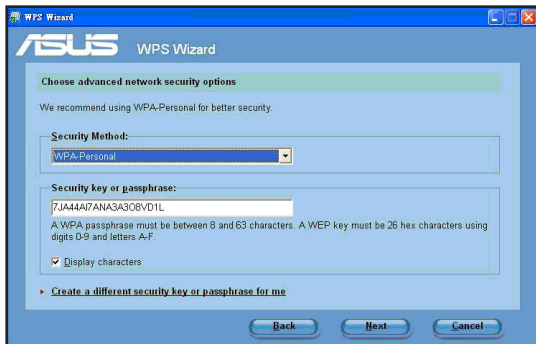 WPS Wizard
ASUS WPS Wizard
Choose advanced network security options
We recommend using WPA-Personal for better security.
Security Method:
WPA-Personal
Security key or passphrase:
7JA44AI7ANA3A3O8VD1L
A WPA passphrase must be between 8 and 63 characters. A WEP key must be 26 hex characters using
digits 0-9 and letters A-F.
Display characters
Create a different security key or passphrase for me
Back Next Cancel